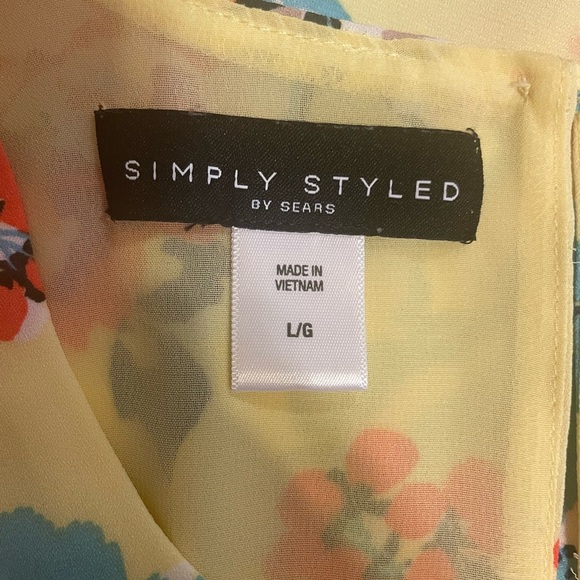 SIMPLY STYLED
BY SEARS
MADE IN
VIETNAM
L/G